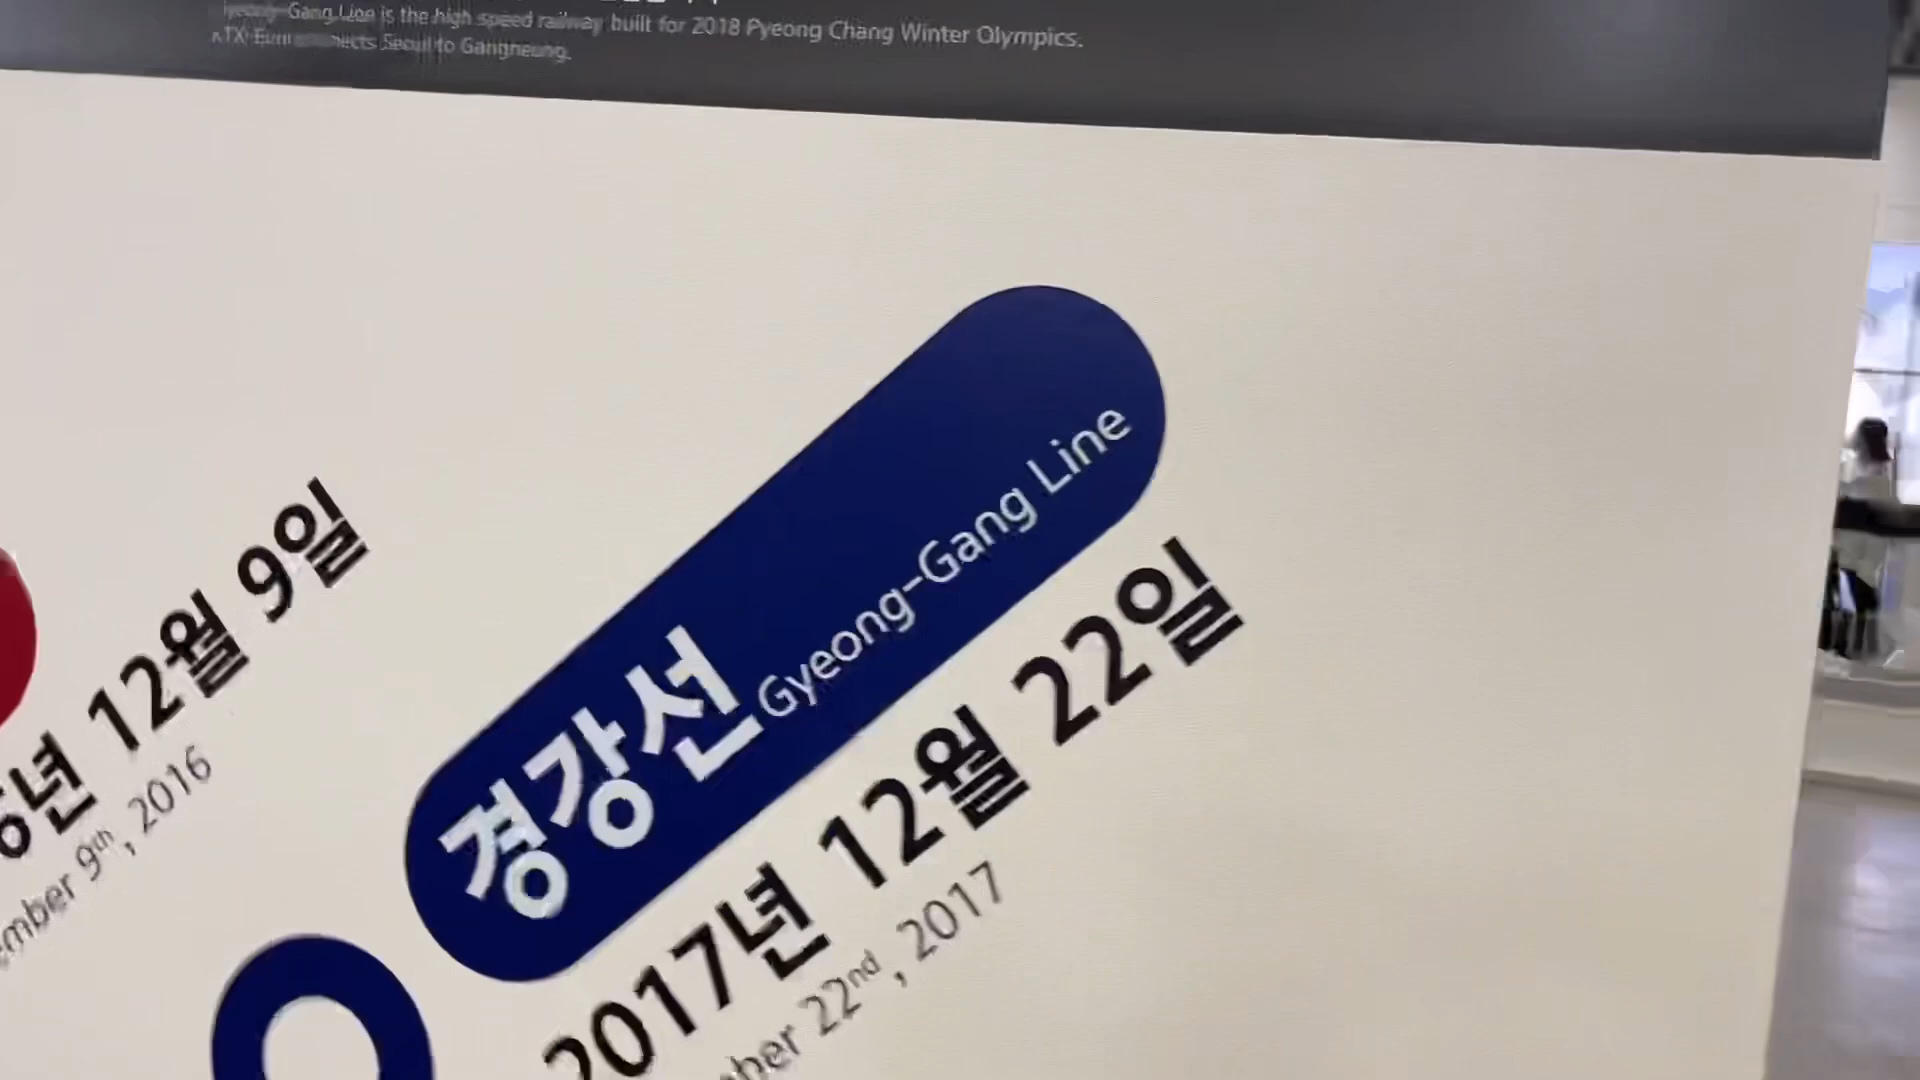 Gang Line is the high speed railway built for 2018 Pyeong Chang Winter Olympics.
Seoul to Gangneung.
12월 9일
9th, 2016
경강선 Gyeong-Gang Line
2017년 12월 22일
22nd, 2017